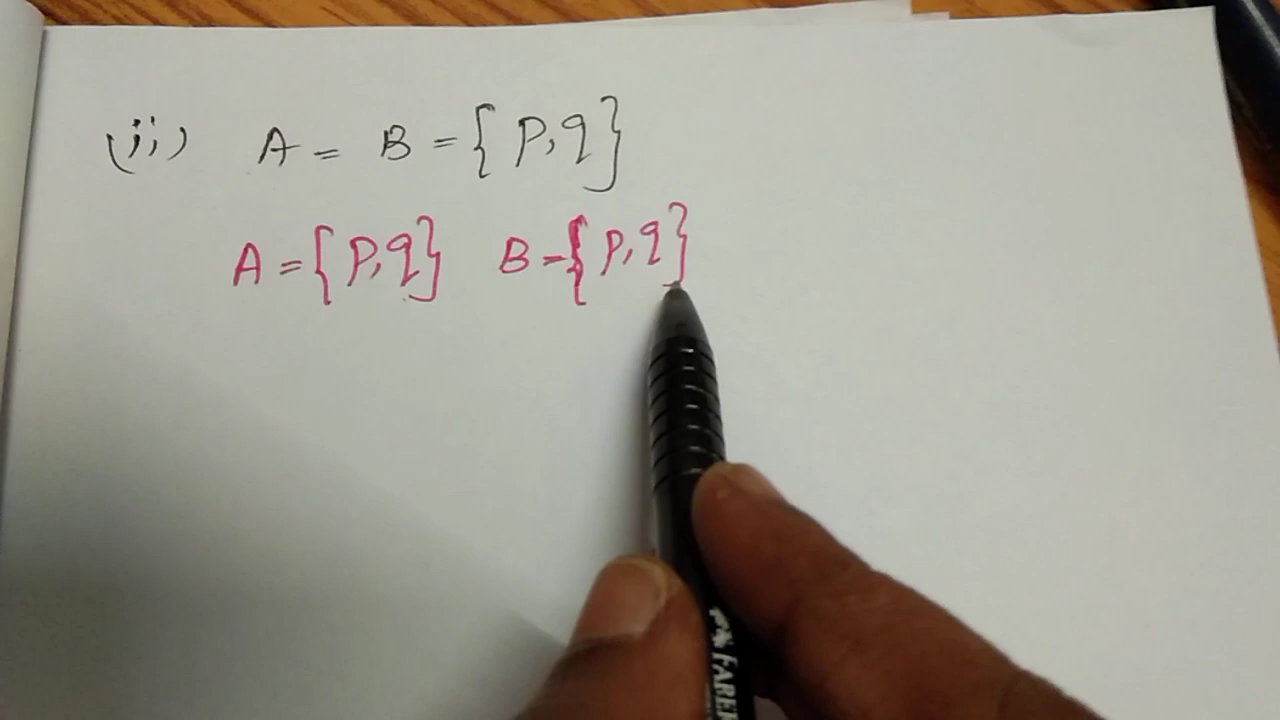 (ii) A = B = { p, q }
A = { p, q } B = { p, q }
FABER